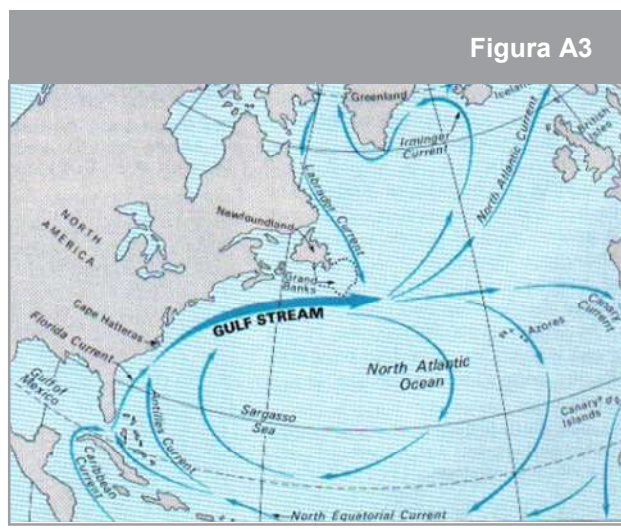 Figura A3
Greenland
Iceland
British
Isles
Irminger
Current
North Atlantic Current
Labrador Current
Newfoundland
NORTH
AMERICA
Grand
Banks
Cape Hatteras
GULF STREAM
Canary
Current
Florida Current
Azores
North Atlantic
Ocean
Gulf of
Mexico
Antilles Current
Sargasso
Sea
Canary
Islands
Caribbean
Current
North Equatorial Current